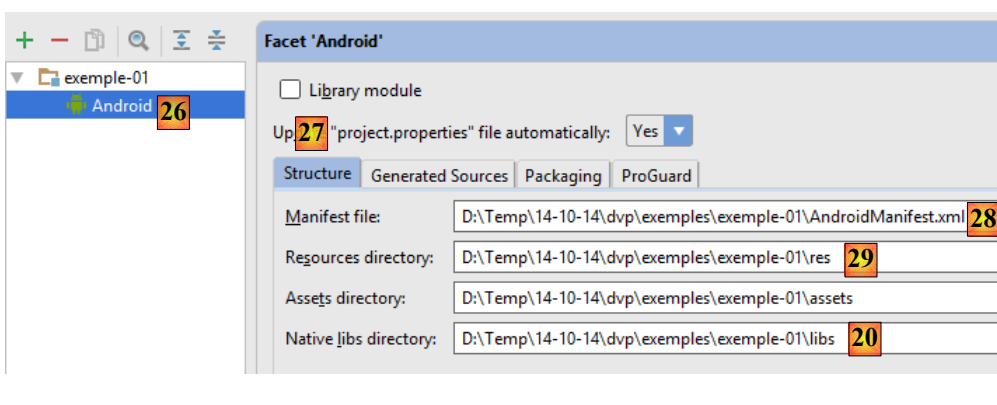 Facet 'Android'
exemple-01
Library module
Android 26
27 "project.properties" file automatically: Yes
Structure Generated Sources Packaging ProGuard
Manifest file: D:\Temp\14-10-14\dvp\exemples\exemple-01\AndroidManifest.xml 28
Resources directory: D:\Temp\14-10-14\dvp\exemples\exemple-01\res 29
Assets directory: D:\Temp\14-10-14\dvp\exemples\exemple-01\assets
Native libs directory: D:\Temp\14-10-14\dvp\exemples\exemple-01\libs 20